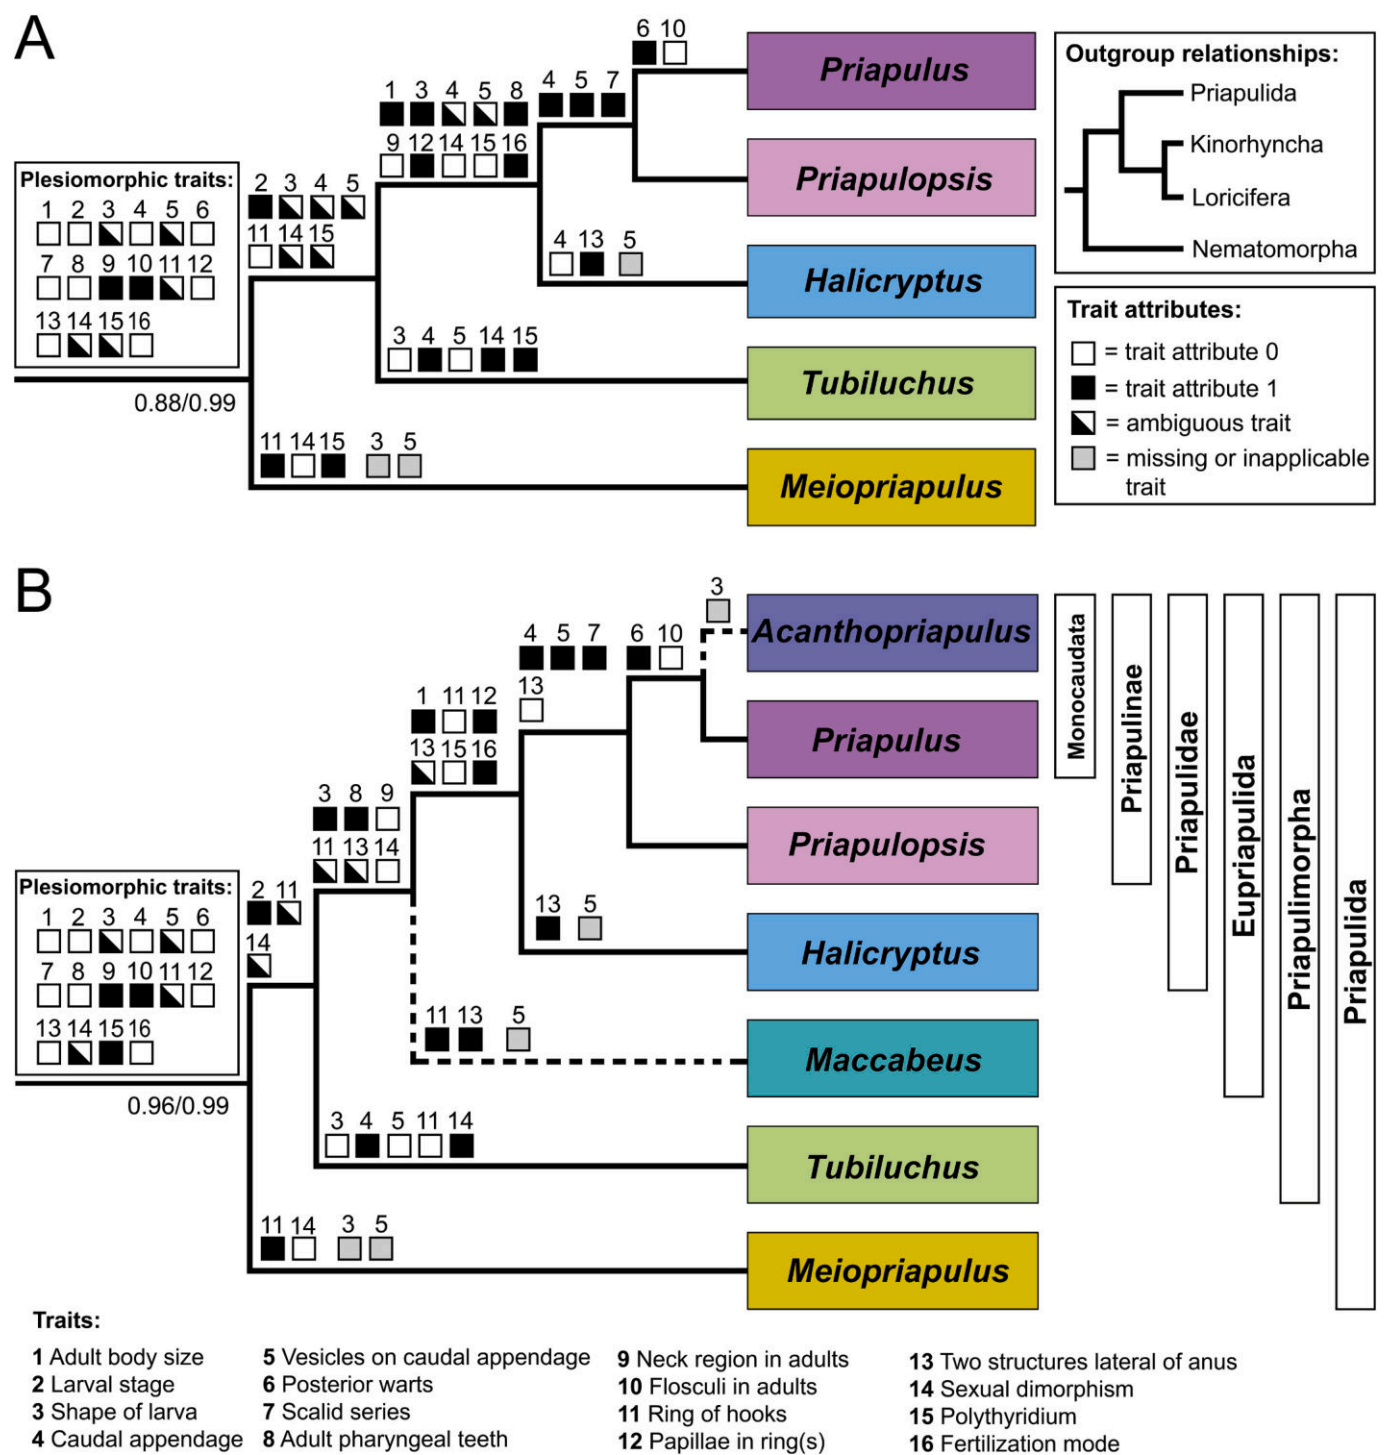 A
6 10
Priapulus
Outgroup relationships:
Priapulida
Kinorhyncha
Loricifera
Nematomorpha
1 3 4 5 8
4 5 7
9 12 14 15 16
Priapulopsis
Plesiomorphic traits:
1 2 3 4 5 6
7 8 9 10 11 12
13 14 15 16
2 3 4 5
11 14 15
4 13 5
Halicryptus
Trait attributes:
= trait attribute 0
= trait attribute 1
= ambiguous trait
= missing or inapplicable
trait
3 4 5 14 15
Tubiluchus
0.88/0.99
11 14 15 3 5
Meiopriapulus
B
3
Acanthopriapulus
4 5 7 6 10
13
Priapulus
1 11 12
13 15 16
Priapulopsis
3 8 9
11 13 14
Plesiomorphic traits:
1 2 3 4 5 6
7 8 9 10 11 12
13 14 15 16
2 11
14
13 5
Halicryptus
11 13 5
Maccabeus
0.96/0.99
3 4 5 11 14
Tubiluchus
11 14 3 5
Meiopriapulus
Monocaudata
Priapulinae
Priapulidae
Eupriapulida
Priapulimorpha
Priapulida
Traits:
1 Adult body size
2 Larval stage
3 Shape of larva
4 Caudal appendage
5 Vesicles on caudal appendage
6 Posterior warts
7 Scalid series
8 Adult pharyngeal teeth
9 Neck region in adults
10 Flosculi in adults
11 Ring of hooks
12 Papillae in ring(s)
13 Two structures lateral of anus
14 Sexual dimorphism
15 Polythyridium
16 Fertilization mode